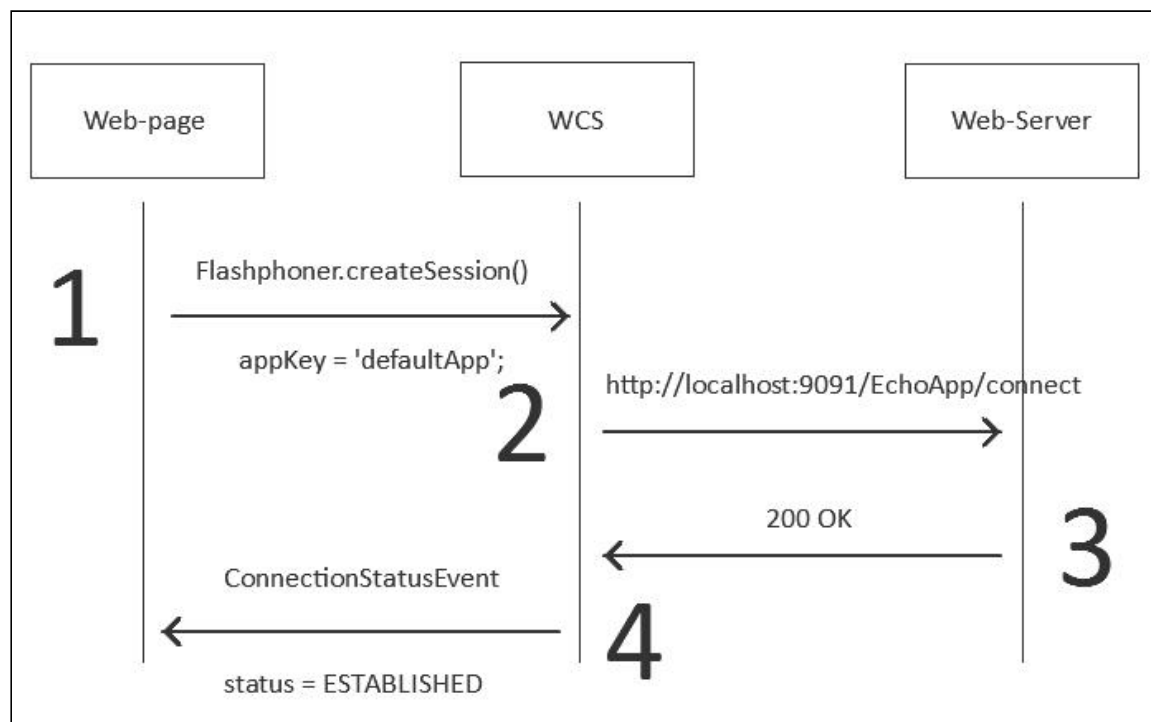 Web-page
WCS
Web-Server
1
Flashphoner.createSession()
appKey = 'defaultApp';
2
http://localhost:9091/EchoApp/connect
200 OK
3
ConnectionStatusEvent
4
status = ESTABLISHED